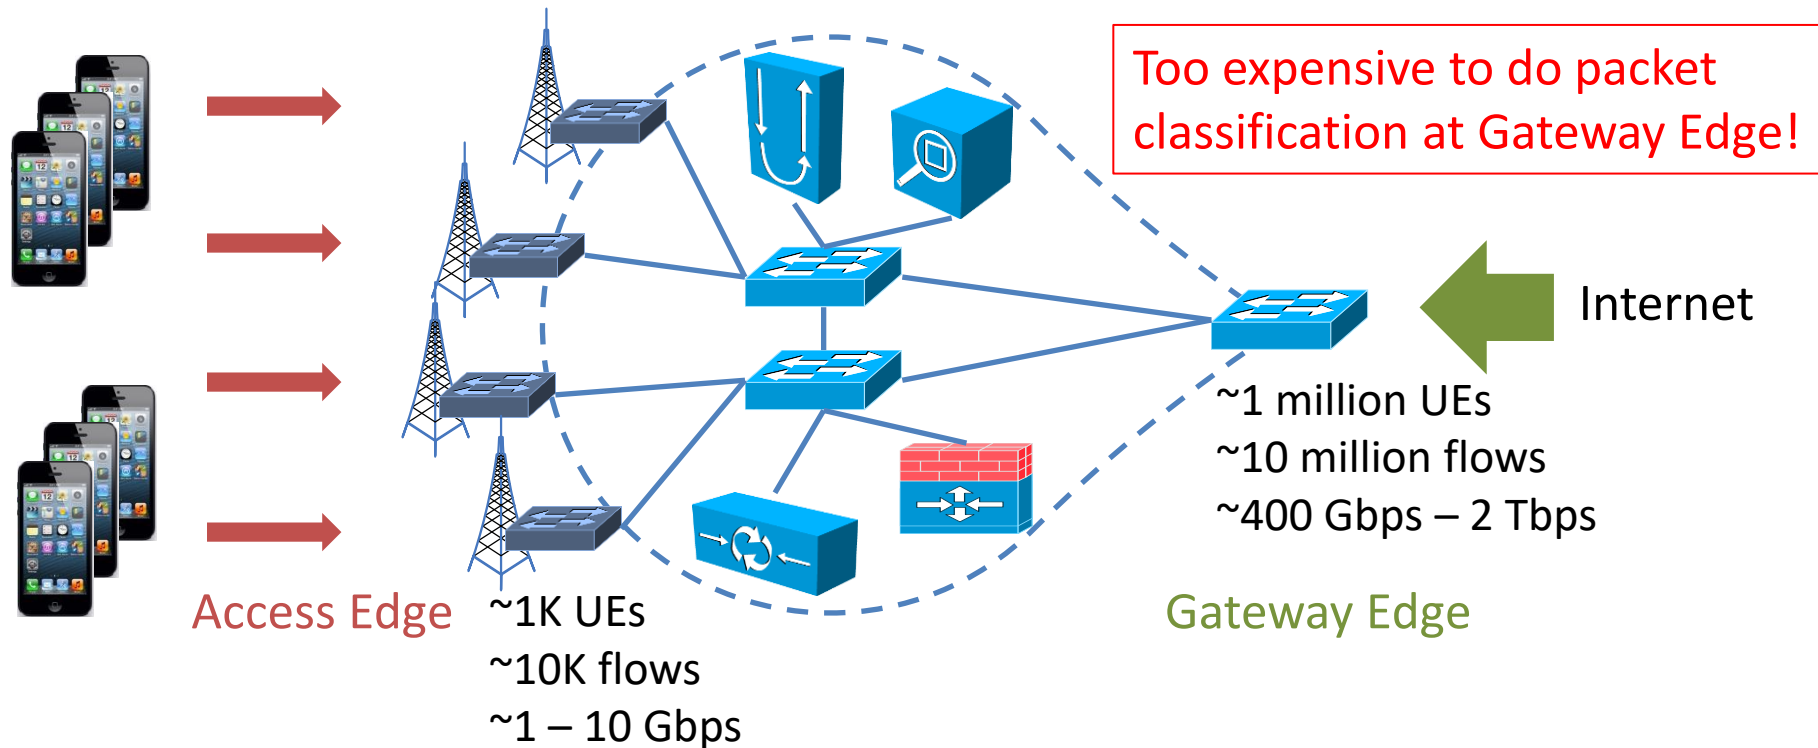 Too expensive to do packet
classification at Gateway Edge!
Internet
~1 million UEs
~10 million flows
~400 Gbps – 2 Tbps
Access Edge
~1K UEs
~10K flows
~1 – 10 Gbps
Gateway Edge